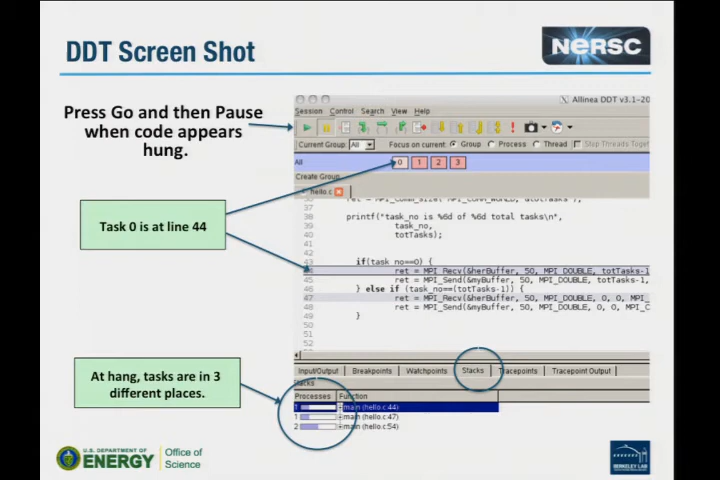 DDT Screen Shot
NERSC
Press Go and then Pause
when code appears
hung.
Task 0 is at line 44
At hang, tasks are in 3
different places.
Allinea DDT v3.1-20
Session Control Search View Help
Current Group: All Focus on current: Group Process Thread Step Threads Toget
All 0 1 2 3
Create Group
hello.c
37
38 printf("task_no is %6d of %6d total tasks\n",
39 task_no,
40 totTasks);
41
42
43 if(task_no==0) {
44 ret = MPI_Recv(&herBuffer, 50, MPI_DOUBLE, totTasks-1
45 ret = MPI_Send(&myBuffer, 50, MPI_DOUBLE, totTasks-1,
46 } else if (task_no==(totTasks-1)) {
47 ret = MPI_Recv(&herBuffer, 50, MPI_DOUBLE, 0, 0, MPI_
48 ret = MPI_Send(&myBuffer, 50, MPI_DOUBLE, 0, 0, MPI_C
49 }
50
51
52
Input/Output Breakpoints Watchpoints Stacks Tracepoints Tracepoint Output
Stacks
Processes Function
1 main (hello.c:44)
1 main (hello.c:47)
2 main (hello.c:54)
U.S. DEPARTMENT OF
ENERGY
Office of
Science
BERKELEY LAB